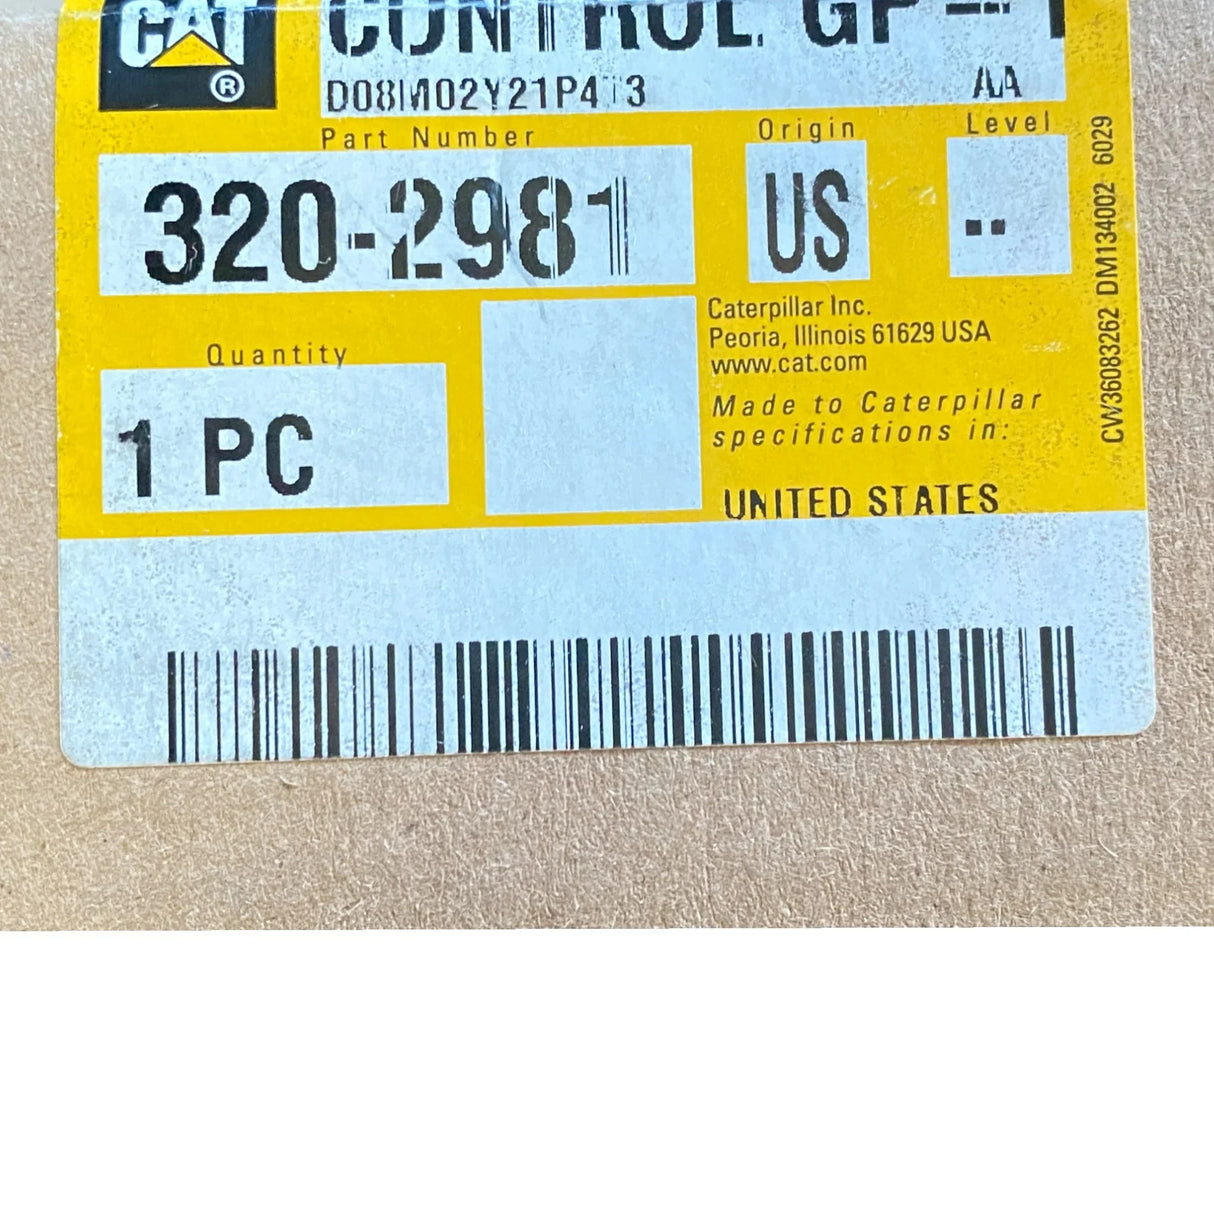 CAT ®
CONTROL GP
D08M02Y21P4T3 AA
Part Number Origin Level
320-2981 US --
Quantity
1 PC
Caterpillar Inc.
Peoria, Illinois 61629 USA
www.cat.com
Made to Caterpillar
specifications in:
UNITED STATES
CW36083262 DM134002 6029